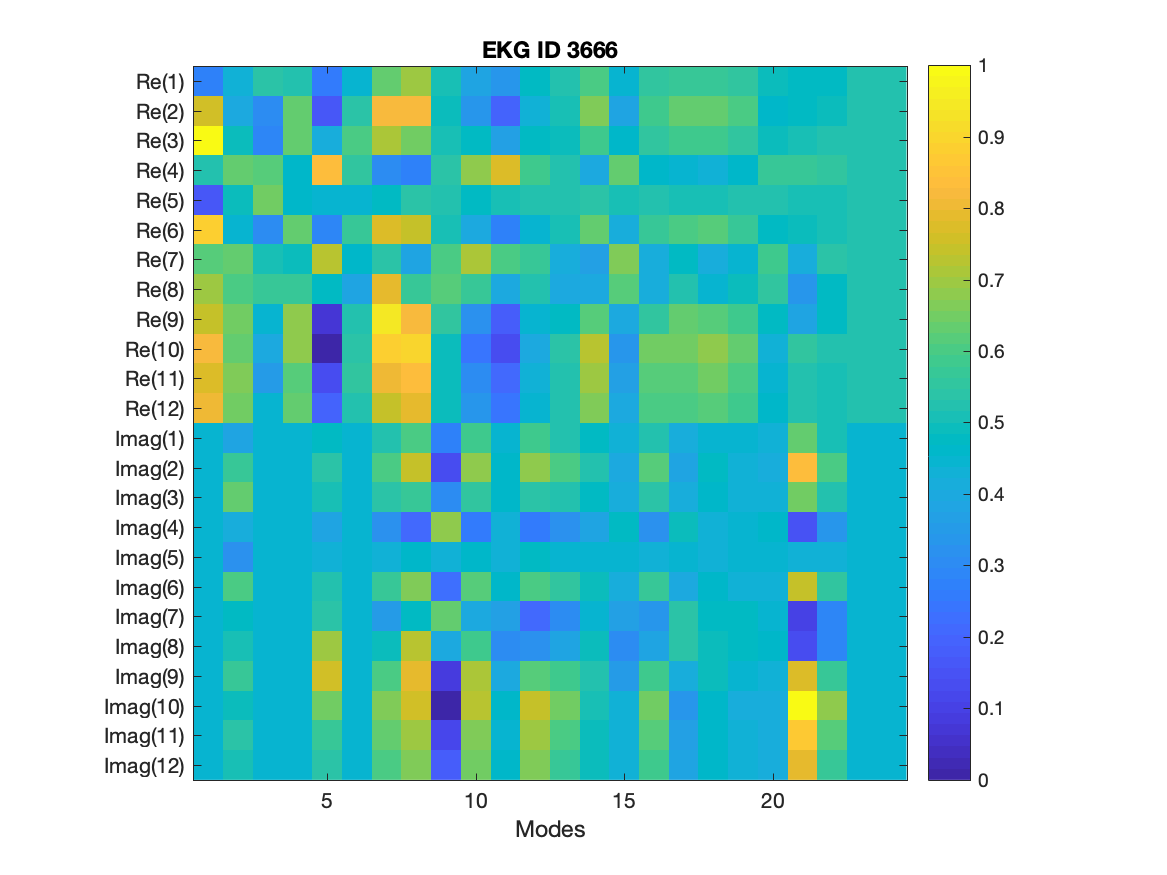 EKG ID 3666
Re(1)
Re(2)
Re(3)
Re(4)
Re(5)
Re(6)
Re(7)
Re(8)
Re(9)
Re(10)
Re(11)
Re(12)
Imag(1)
Imag(2)
Imag(3)
Imag(4)
Imag(5)
Imag(6)
Imag(7)
Imag(8)
Imag(9)
Imag(10)
Imag(11)
Imag(12)
5 10 15 20
Modes
1
0.9
0.8
0.7
0.6
0.5
0.4
0.3
0.2
0.1
0